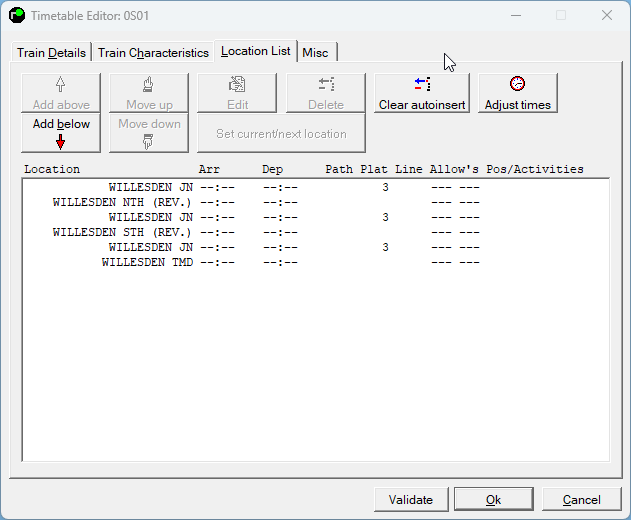 Timetable Editor: 0S01
Train Details Train Characteristics Location List Misc
Add above Move up Edit Delete Clear autoinsert Adjust times
Add below Move down Set current/next location
Location Arr Dep Path Plat Line Allow's Pos/Activities
WILLESDEN JN --:-- --:-- 3 --- ---
WILLESDEN NTH (REV.) --:-- --:-- --- ---
WILLESDEN JN --:-- --:-- 3 --- ---
WILLESDEN STH (REV.) --:-- --:-- --- ---
WILLESDEN JN --:-- --:-- 3 --- ---
WILLESDEN TMD --:-- --:-- --- ---
Validate Ok Cancel